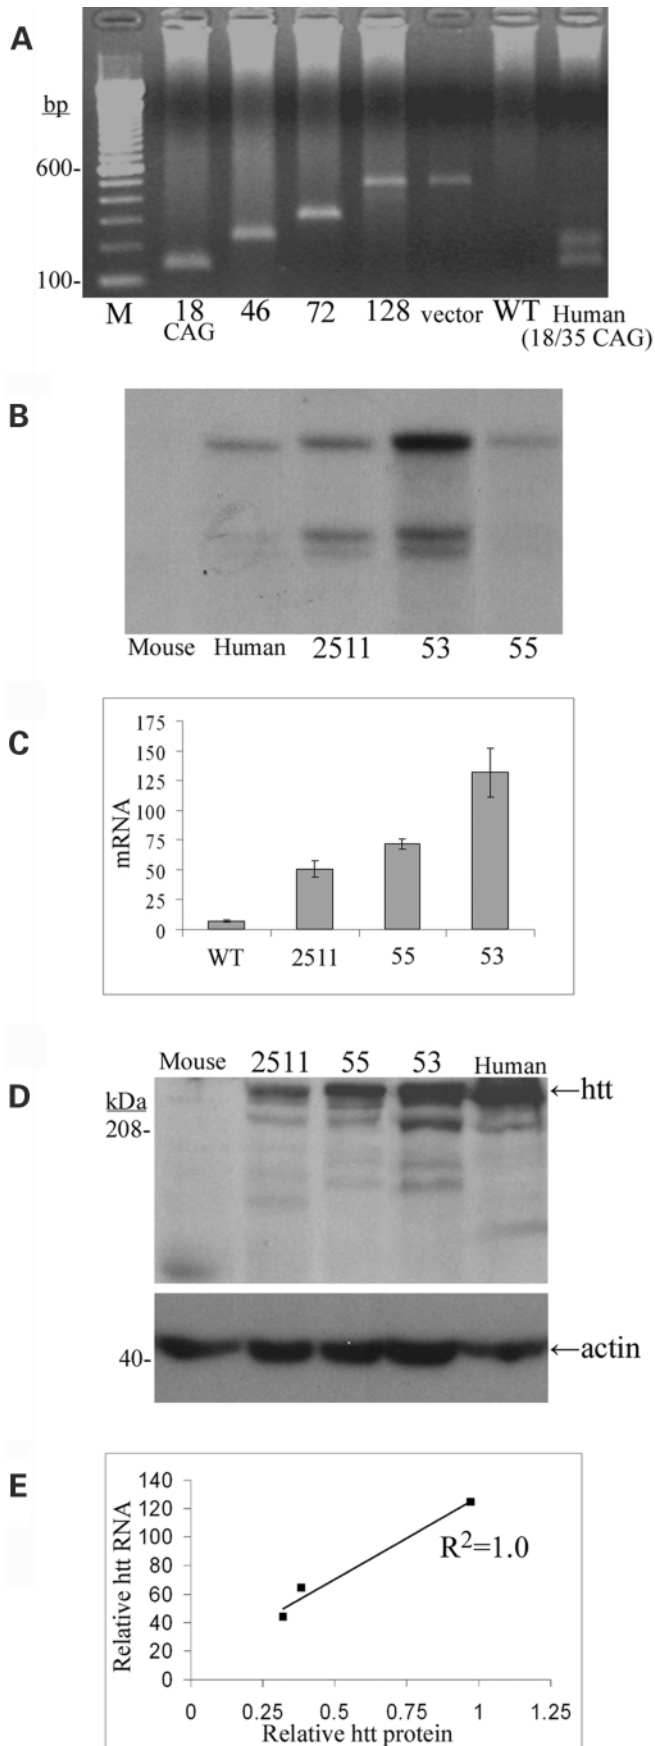 A
bp
600-
100-
M 18 46 72 128 vector WT Human
CAG (18/35 CAG)
B
Mouse Human 2511 53 55
C
175
150
125
100
75
50
25
0
mRNA
WT 2511 55 53
D
Mouse 2511 55 53 Human
kDa
←htt
208-
40-
←actin
E
140
120
100
80
60
40
20
0
Relative htt RNA
R²=1.0
0 0.25 0.5 0.75 1 1.25
Relative htt protein